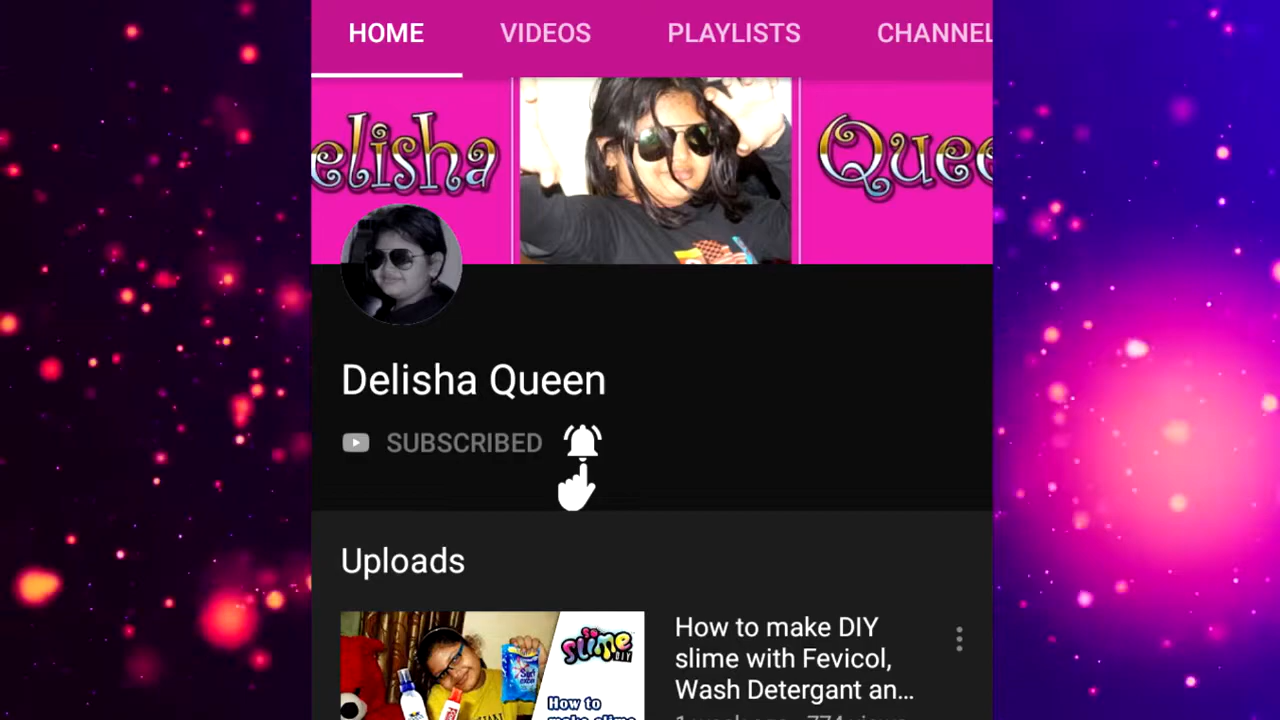 HOME VIDEOS PLAYLISTS CHANNEL
elisha Quee
Delisha Queen
SUBSCRIBED
Uploads
How to make DIY
slime with Fevicol,
Wash Detergant an...
slime
DIY
How to